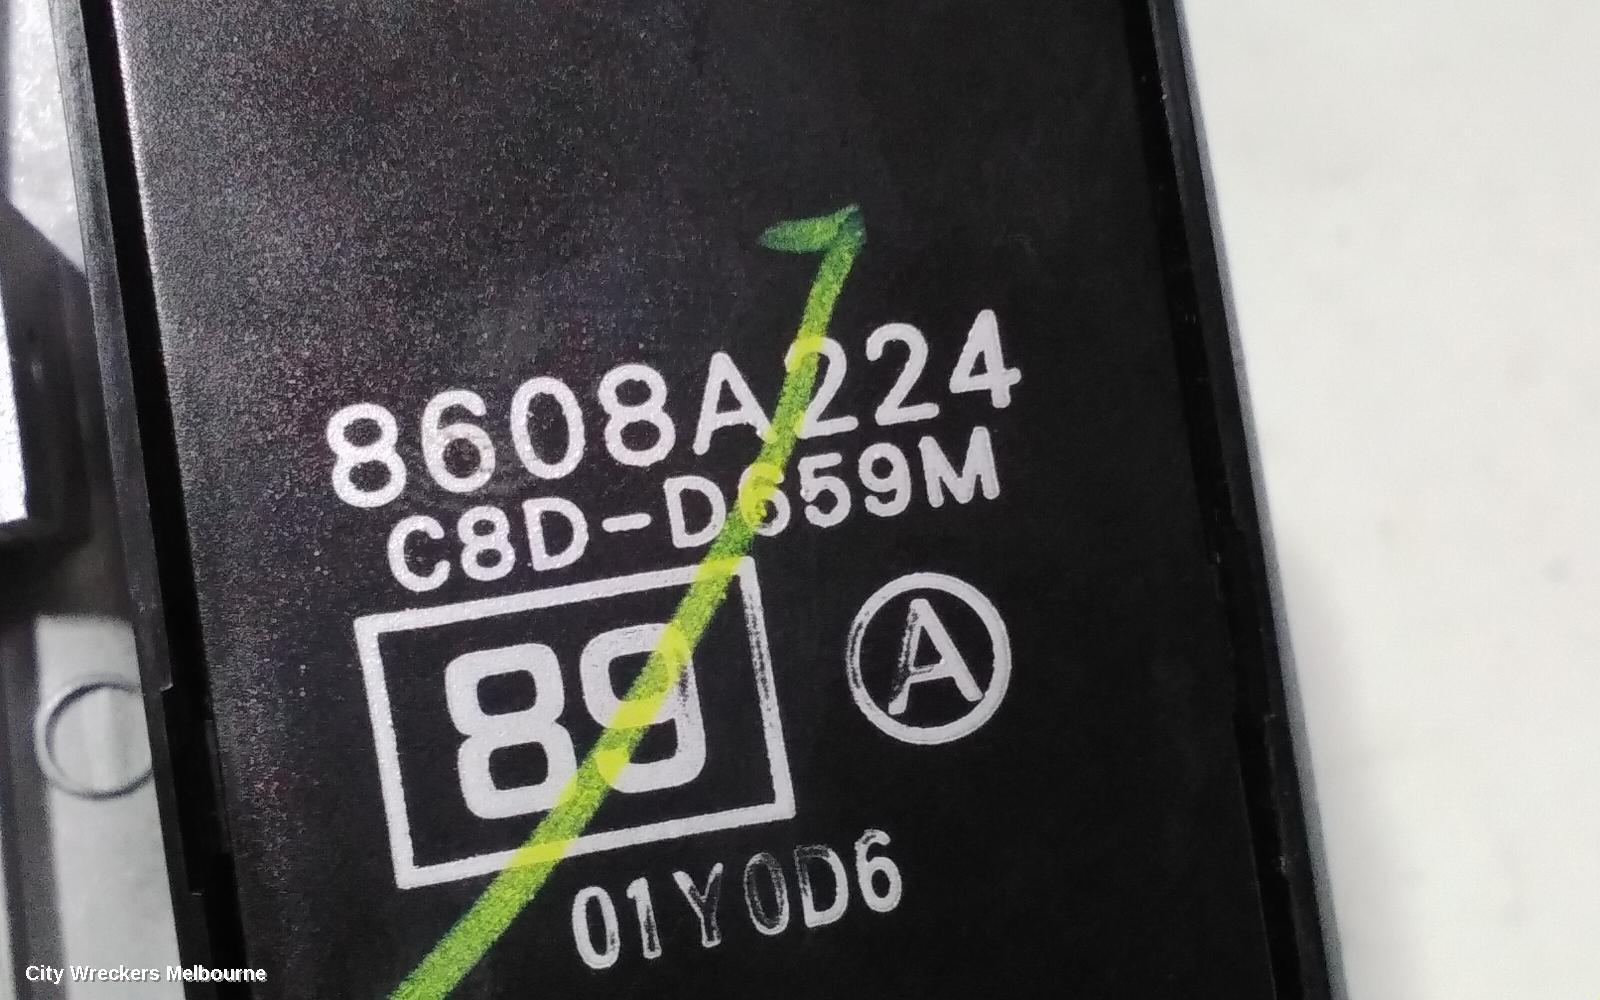 8608A224
C8D-D659M
89 A
01Y0D6
City Wreckers Melbourne